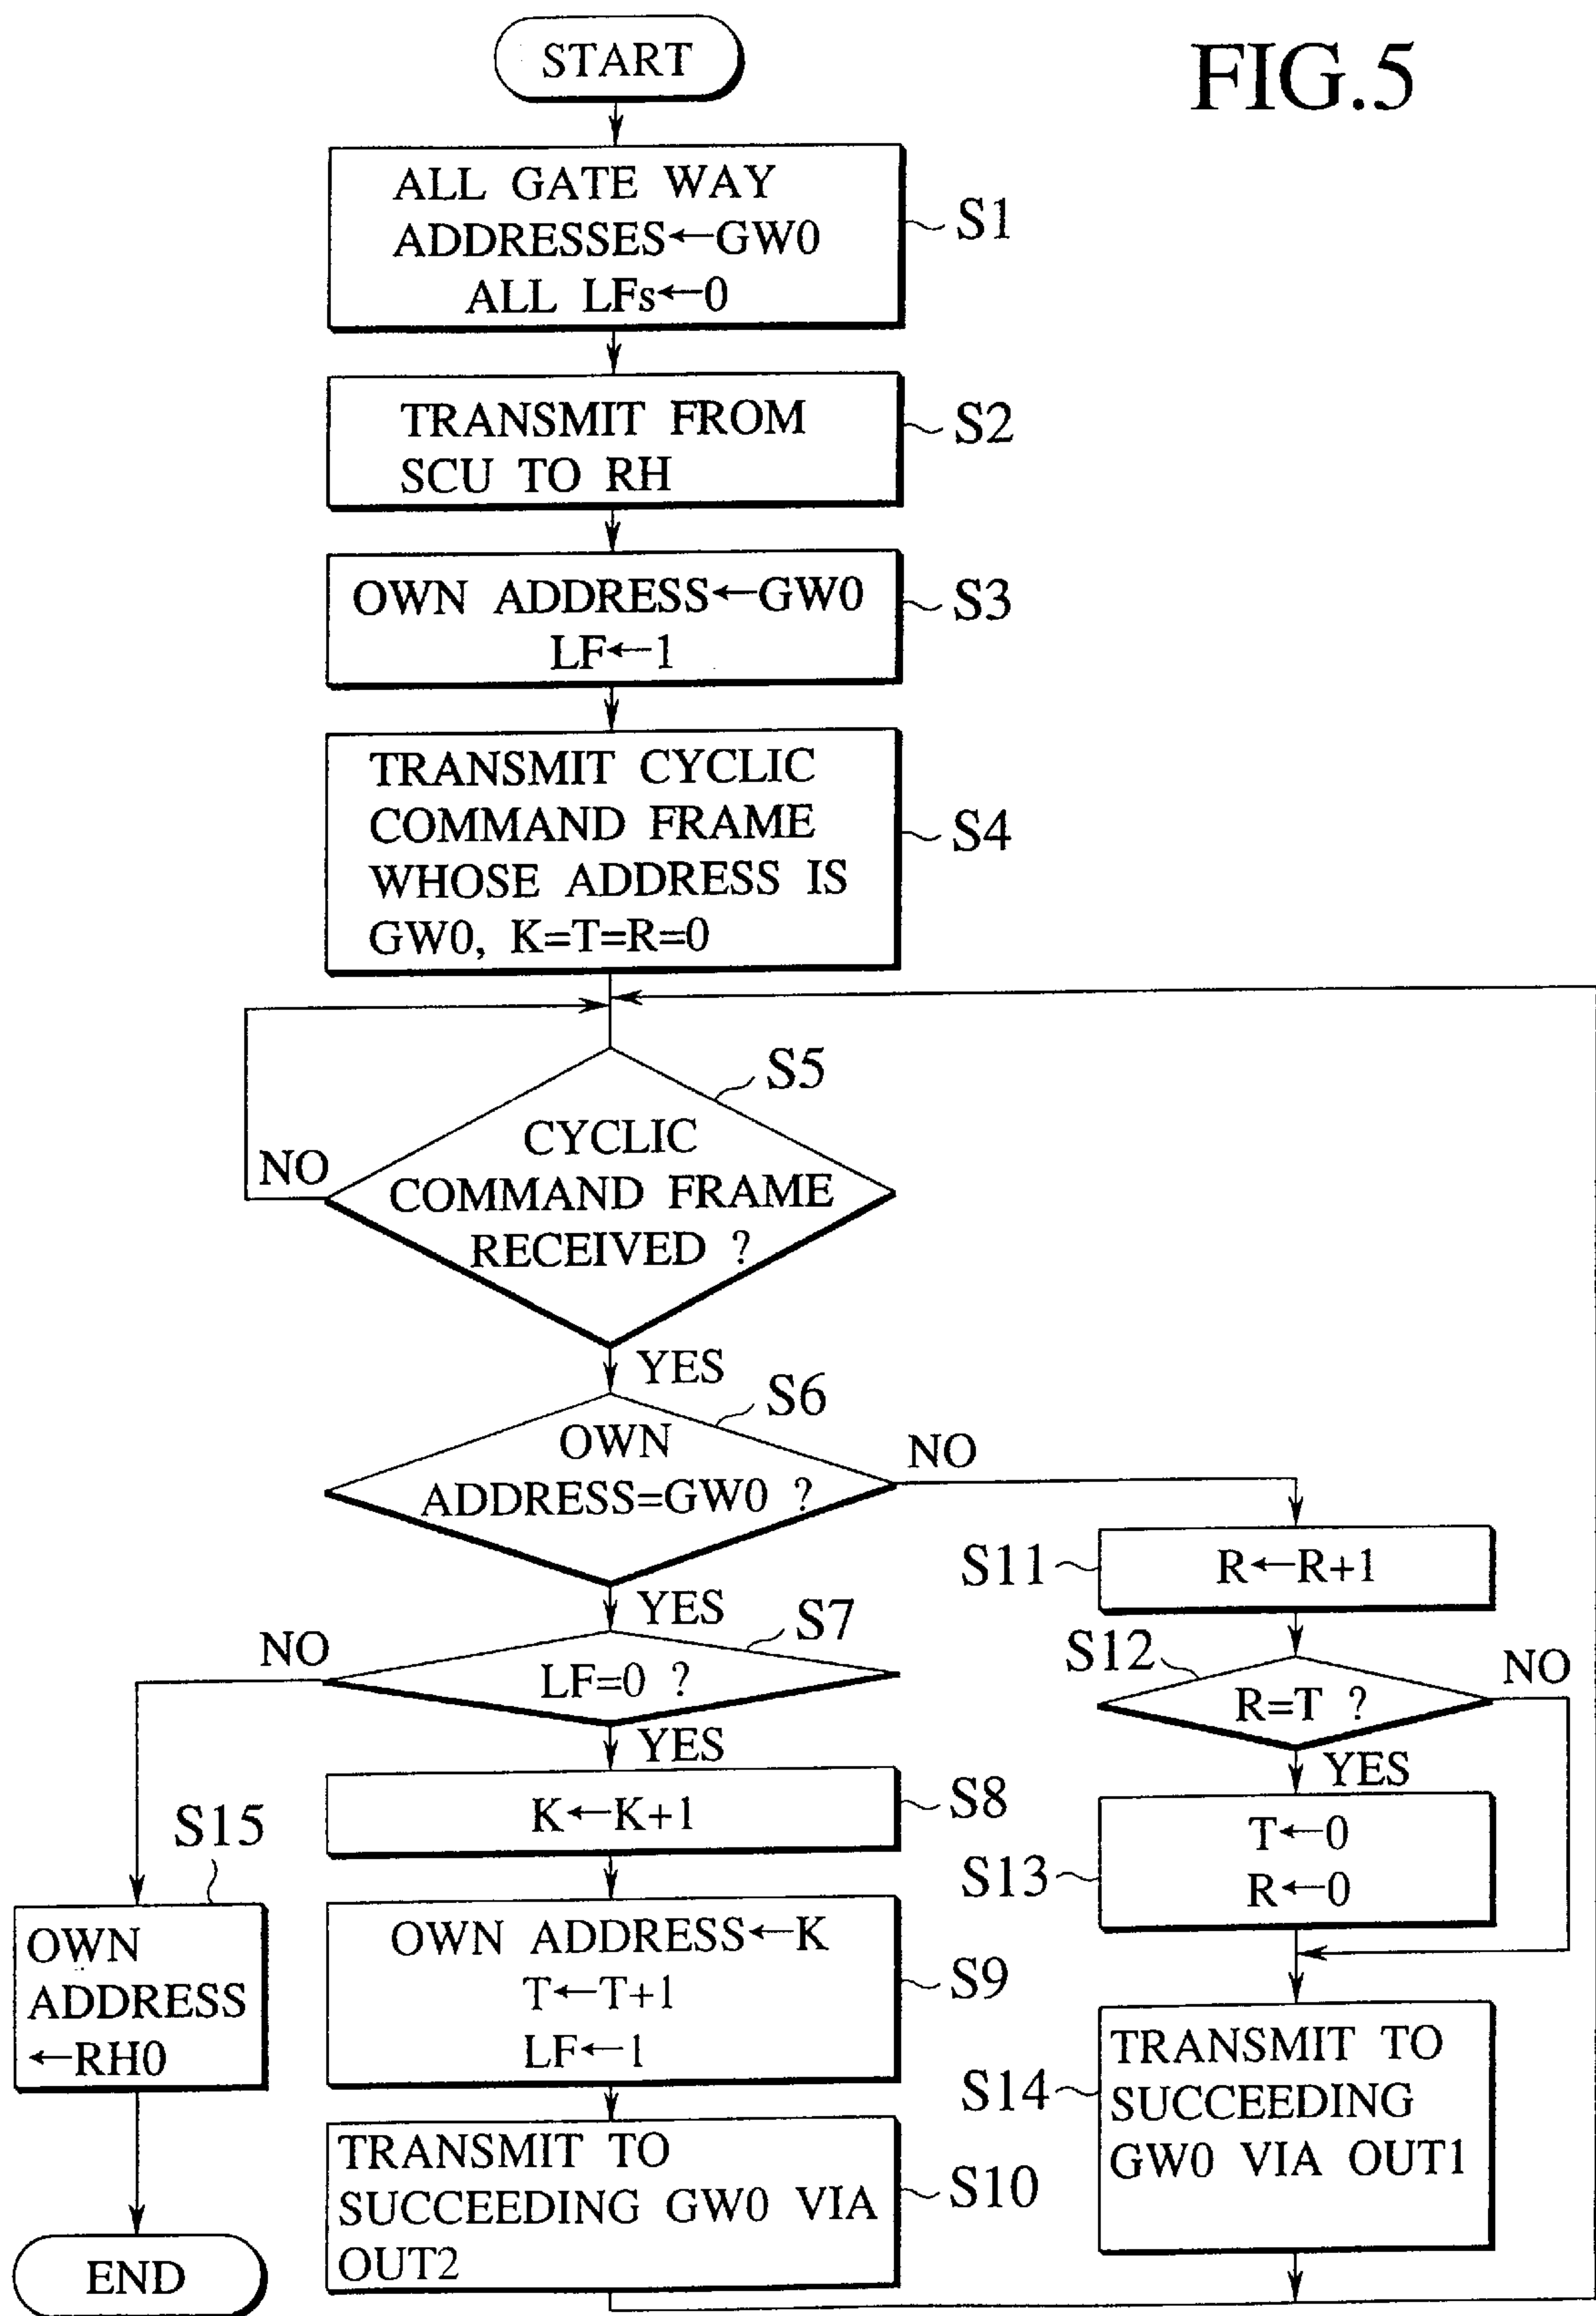 FIG.5
START
ALL GATE WAY
ADDRESSES←GW0
ALL LFs←0
S1
TRANSMIT FROM
SCU TO RH
S2
OWN ADDRESS←GW0
LF←1
S3
TRANSMIT CYCLIC
COMMAND FRAME
WHOSE ADDRESS IS
GW0, K=T=R=0
S4
S5
CYCLIC
COMMAND FRAME
RECEIVED ?
NO
YES
S6
OWN
ADDRESS=GW0 ?
NO
YES
S7
LF=0 ?
NO
YES
K←K+1
S8
OWN ADDRESS←K
T←T+1
LF←1
S9
TRANSMIT TO
SUCCEEDING GW0 VIA
OUT2
S10
S11
R←R+1
S12
R=T ?
NO
YES
S13
T←0
R←0
S14
TRANSMIT TO
SUCCEEDING
GW0 VIA OUT1
S15
OWN
ADDRESS
←RH0
END